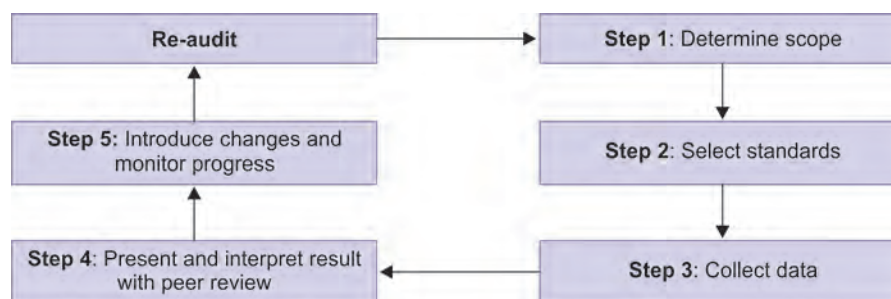 Re-audit
Step 1: Determine scope
Step 5: Introduce changes and
monitor progress
Step 2: Select standards
Step 4: Present and interpret result
with peer review
Step 3: Collect data